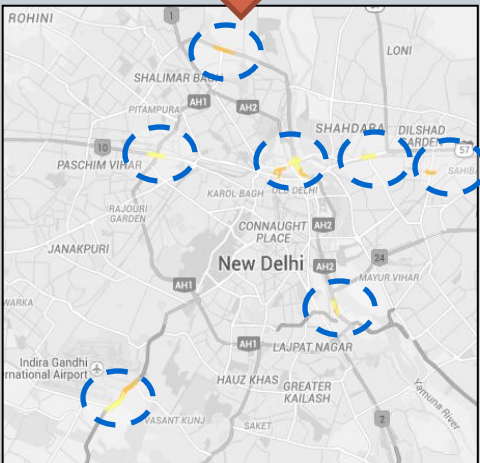 ROHINI
1
LONI
SHALIMAR BAGH
PITAMPURA
AH1
AH2
SHAHDARA
DILSHAD
GARDEN
57
10
PASCHIM VIHAR
SAHIBA
KAROL BAGH
OLD DELHI
RAJOURI
GARDEN
CONNAUGHT
PLACE
AH2
JANAKPURI
New Delhi
AH2
24
MAYUR VIHAR
AH1
WARKA
AH1
LAJPAT NAGAR
Indira Gandhi
ernational Airport
HAUZ KHAS
GREATER
KAILASH
Yamuna River
VASANT KUNJ
SAKET
2